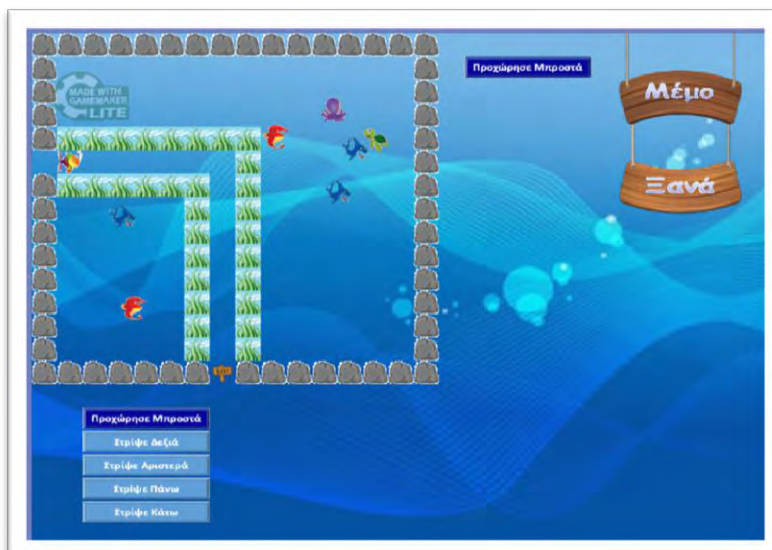 Προχώρησε Μπροστά
Μέμο
MADE WITH
GAMEMAKER
LITE
Ξανά
Προχώρησε Μπροστά
Στρίψε Δεξιά
Στρίψε Αριστερά
Στρίψε Πάνω
Στρίψε Κάτω